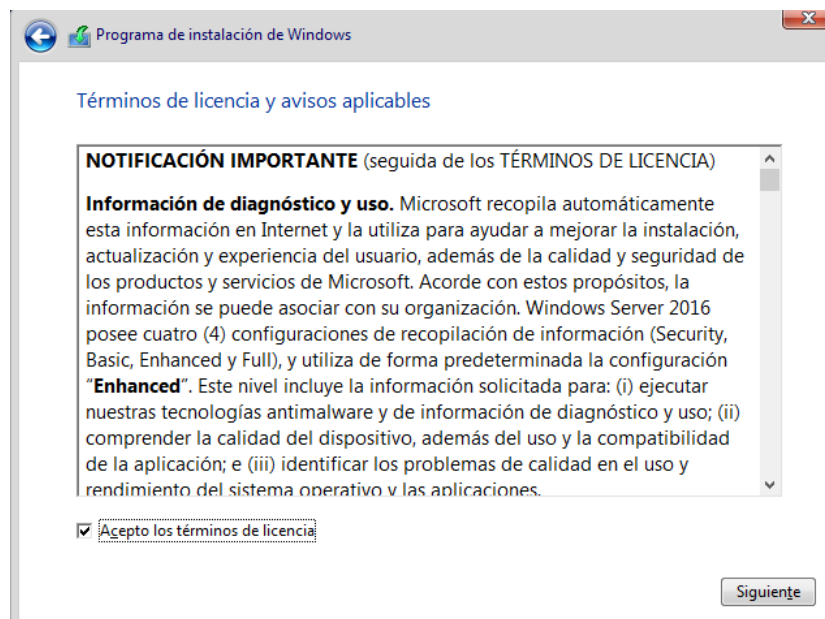 Programa de instalación de Windows
Términos de licencia y avisos aplicables
NOTIFICACIÓN IMPORTANTE (seguida de los TÉRMINOS DE LICENCIA)
Información de diagnóstico y uso. Microsoft recopila automáticamente
esta información en Internet y la utiliza para ayudar a mejorar la instalación,
actualización y experiencia del usuario, además de la calidad y seguridad de
los productos y servicios de Microsoft. Acorde con estos propósitos, la
información se puede asociar con su organización. Windows Server 2016
posee cuatro (4) configuraciones de recopilación de información (Security,
Basic, Enhanced y Full), y utiliza de forma predeterminada la configuración
“Enhanced”. Este nivel incluye la información solicitada para: (i) ejecutar
nuestras tecnologías antimalware y de información de diagnóstico y uso; (ii)
comprender la calidad del dispositivo, además del uso y la compatibilidad
de la aplicación; e (iii) identificar los problemas de calidad en el uso y
rendimiento del sistema operativo y las aplicaciones.
Acepto los términos de licencia
Siguiente